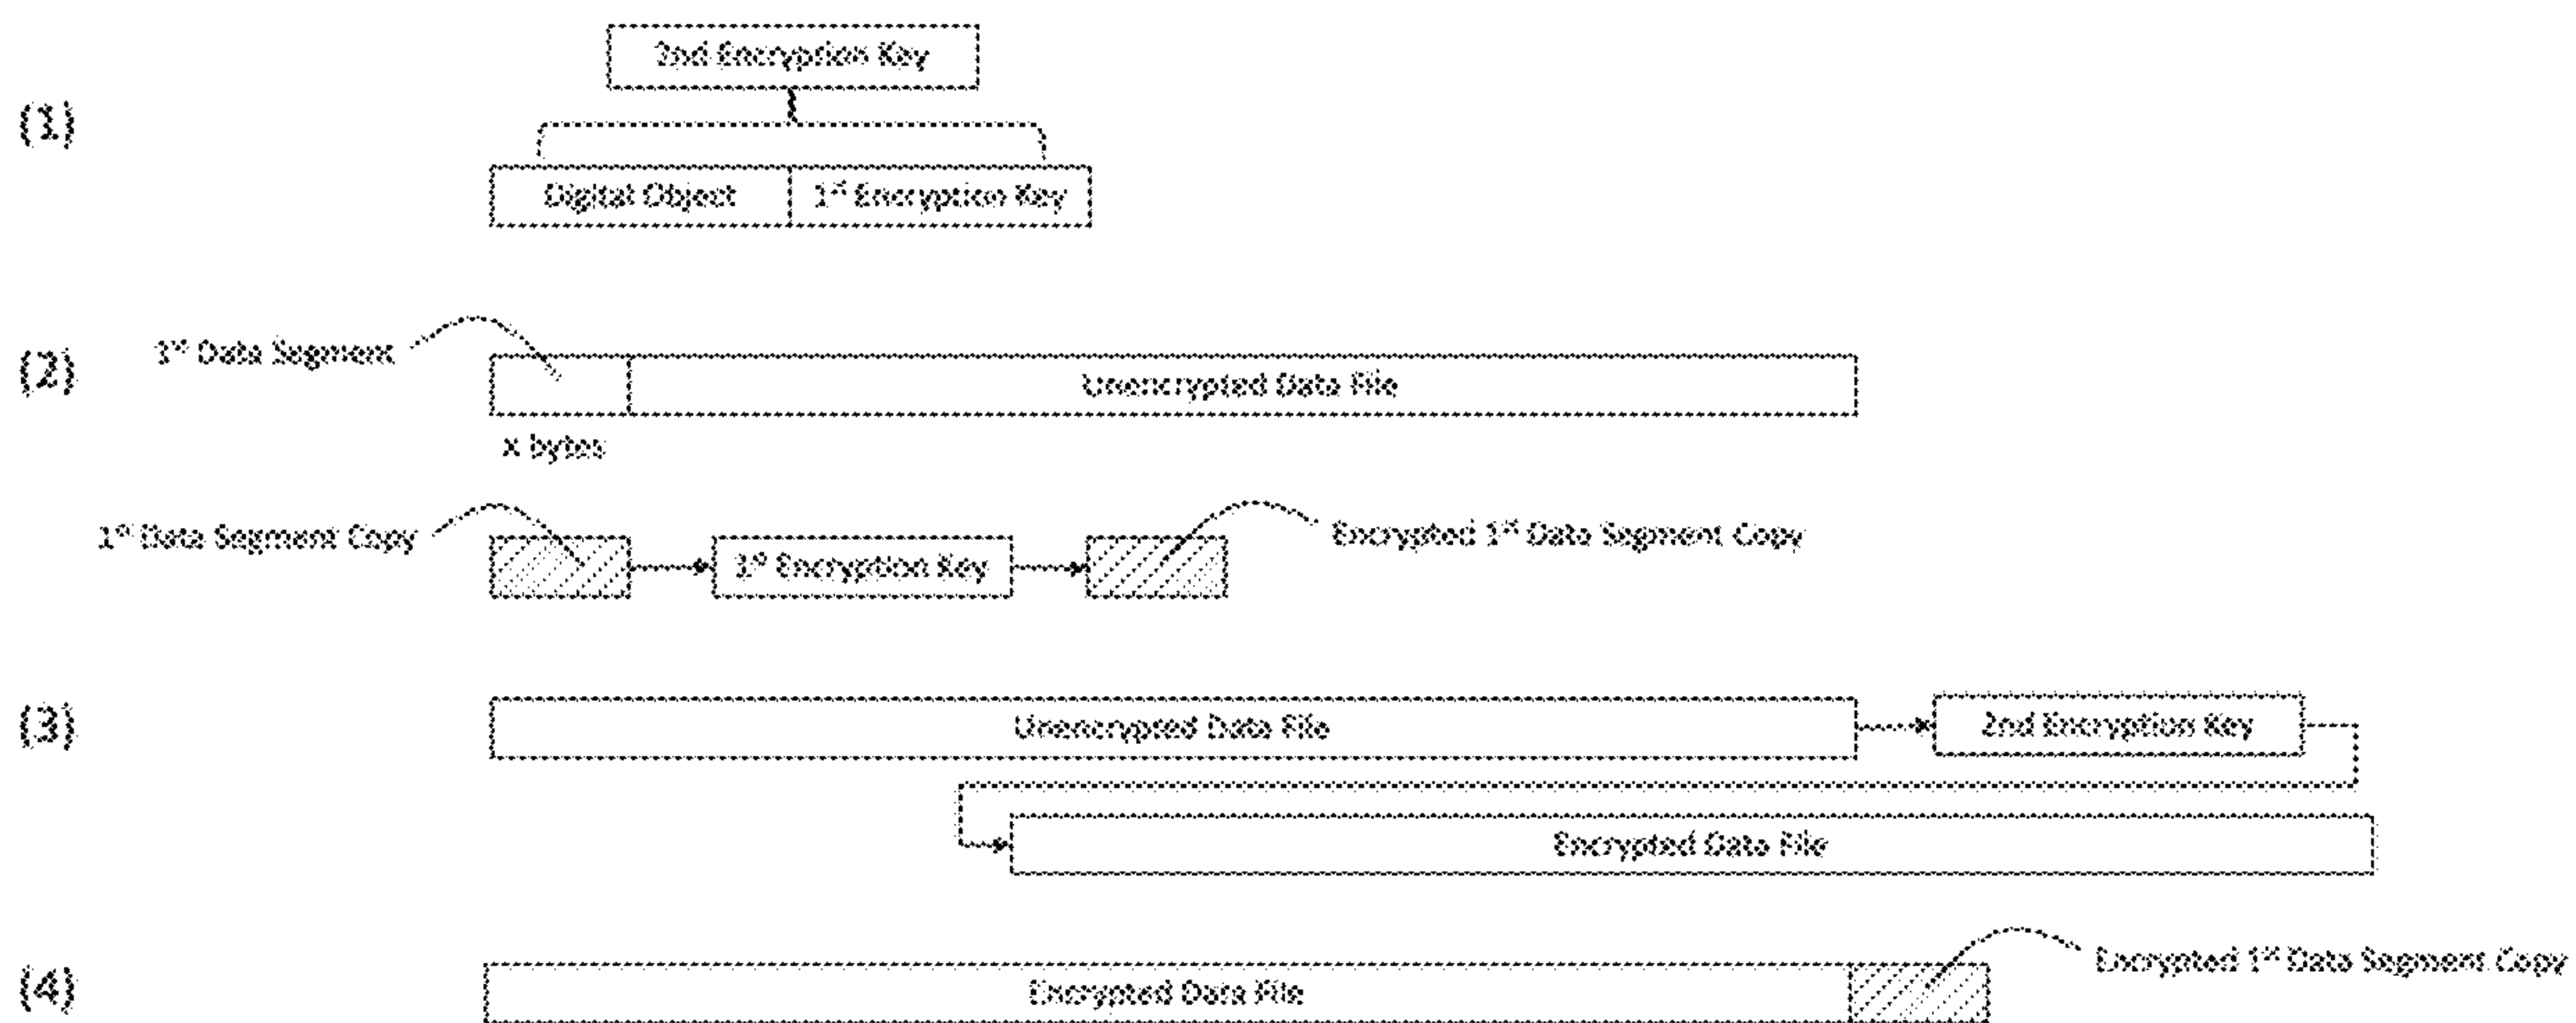 2nd Encryption Key
(1)
Digital Object 1st Encryption Key
1st Data Segment
(2)
Unencrypted Data File
x bytes
1st Data Segment Copy
1st Encryption Key
Encrypted 1st Data Segment Copy
(3)
Unencrypted Data File
2nd Encryption Key
Encrypted Data File
(4)
Encrypted Data File
Encrypted 1st Data Segment Copy